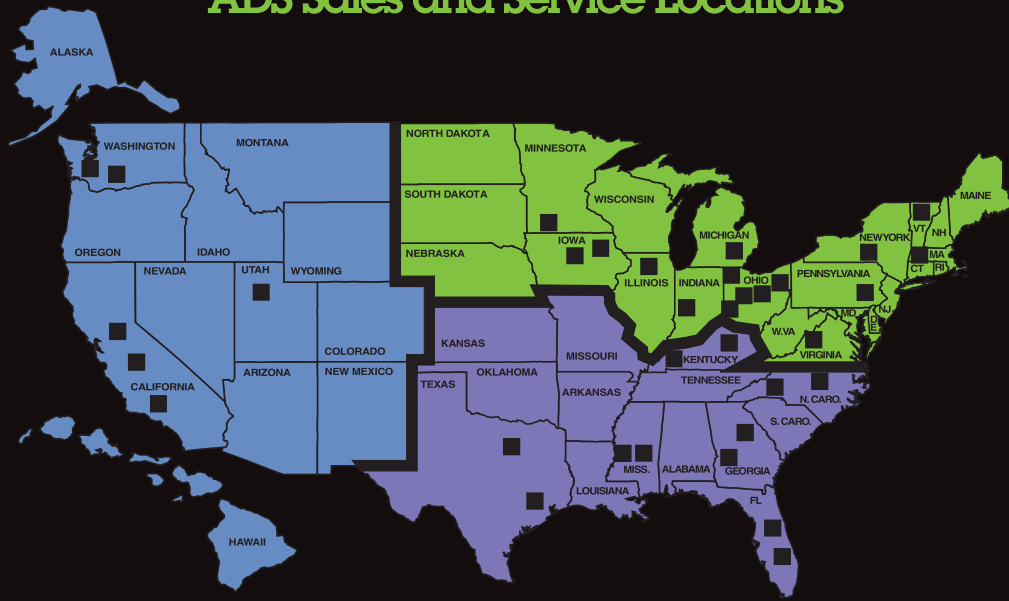 ADS Sales and Service Locations
ALASKA
WASHINGTON
MONTANA
NORTH DAKOTA
MINNESOTA
SOUTH DAKOTA
WISCONSIN
MAINE
OREGON
IDAHO
WYOMING
NEBRASKA
IOWA
MICHIGAN
NEWYORK
VT
NH
MA
CT
RI
NEVADA
UTAH
COLORADO
ILLINOIS
INDIANA
OHIO
PENNSYLVANIA
NJ
MD
D
E
W.VA
VIRGINIA
CALIFORNIA
ARIZONA
NEW MEXICO
KANSAS
MISSOURI
KENTUCKY
TEXAS
OKLAHOMA
ARKANSAS
TENNESSEE
N. CARO.
S. CARO.
MISS.
ALABAMA
GEORGIA
LOUISIANA
FL
HAWAII